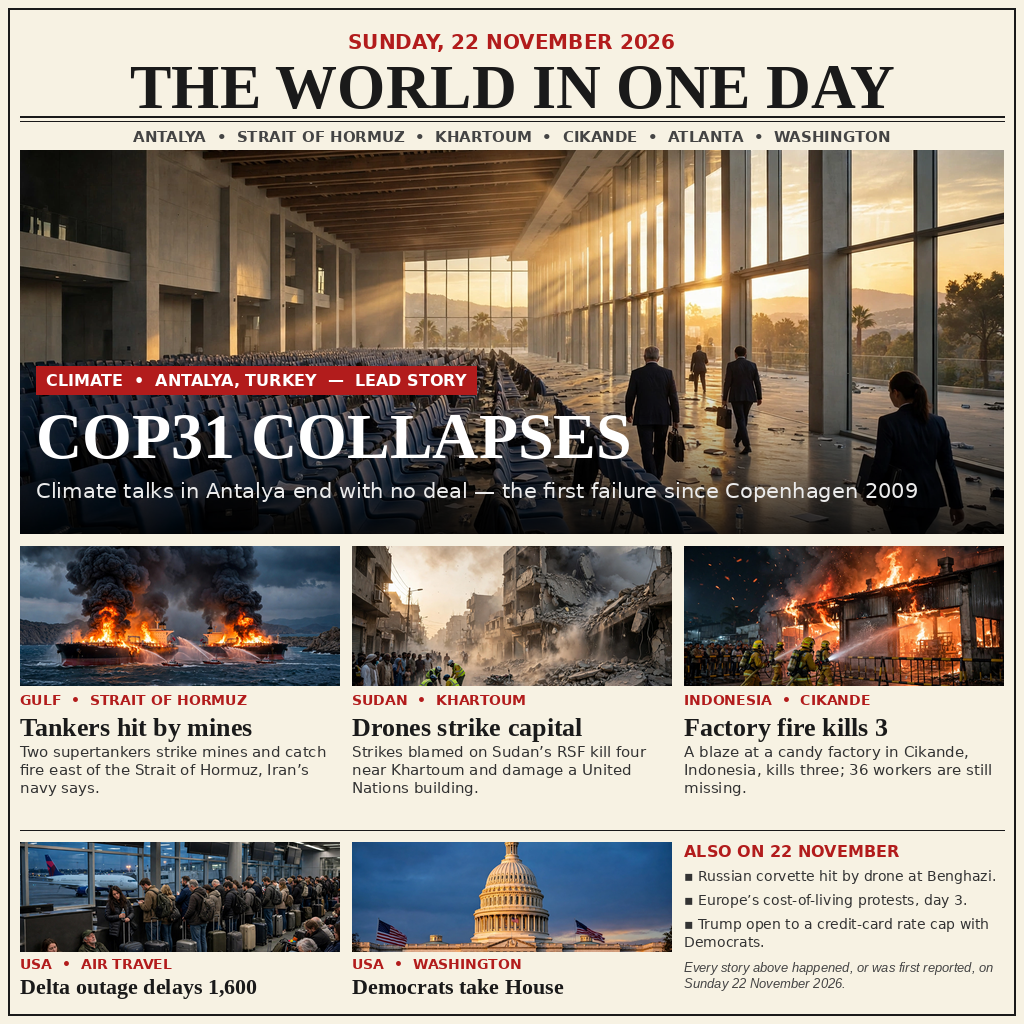 SUNDAY, 22 NOVEMBER 2026
THE WORLD IN ONE DAY
ANTALYA • STRAIT OF HORMUZ • KHARTOUM • CIKANDE • ATLANTA • WASHINGTON
CLIMATE • ANTALYA, TURKEY — LEAD STORY
COP31 COLLAPSES
Climate talks in Antalya end with no deal — the first failure since Copenhagen 2009
GULF • STRAIT OF HORMUZ
Tankers hit by mines
Two supertankers strike mines and catch
fire east of the Strait of Hormuz, Iran’s
navy says.
SUDAN • KHARTOUM
Drones strike capital
Strikes blamed on Sudan’s RSF kill four
near Khartoum and damage a United
Nations building.
INDONESIA • CIKANDE
Factory fire kills 3
A blaze at a candy factory in Cikande,
Indonesia, kills three; 36 workers are still
missing.
USA • AIR TRAVEL
Delta outage delays 1,600
USA • WASHINGTON
Democrats take House
ALSO ON 22 NOVEMBER
▪ Russian corvette hit by drone at Benghazi.
▪ Europe’s cost-of-living protests, day 3.
▪ Trump open to a credit-card rate cap with
Democrats.
Every story above happened, or was first reported, on
Sunday 22 November 2026.